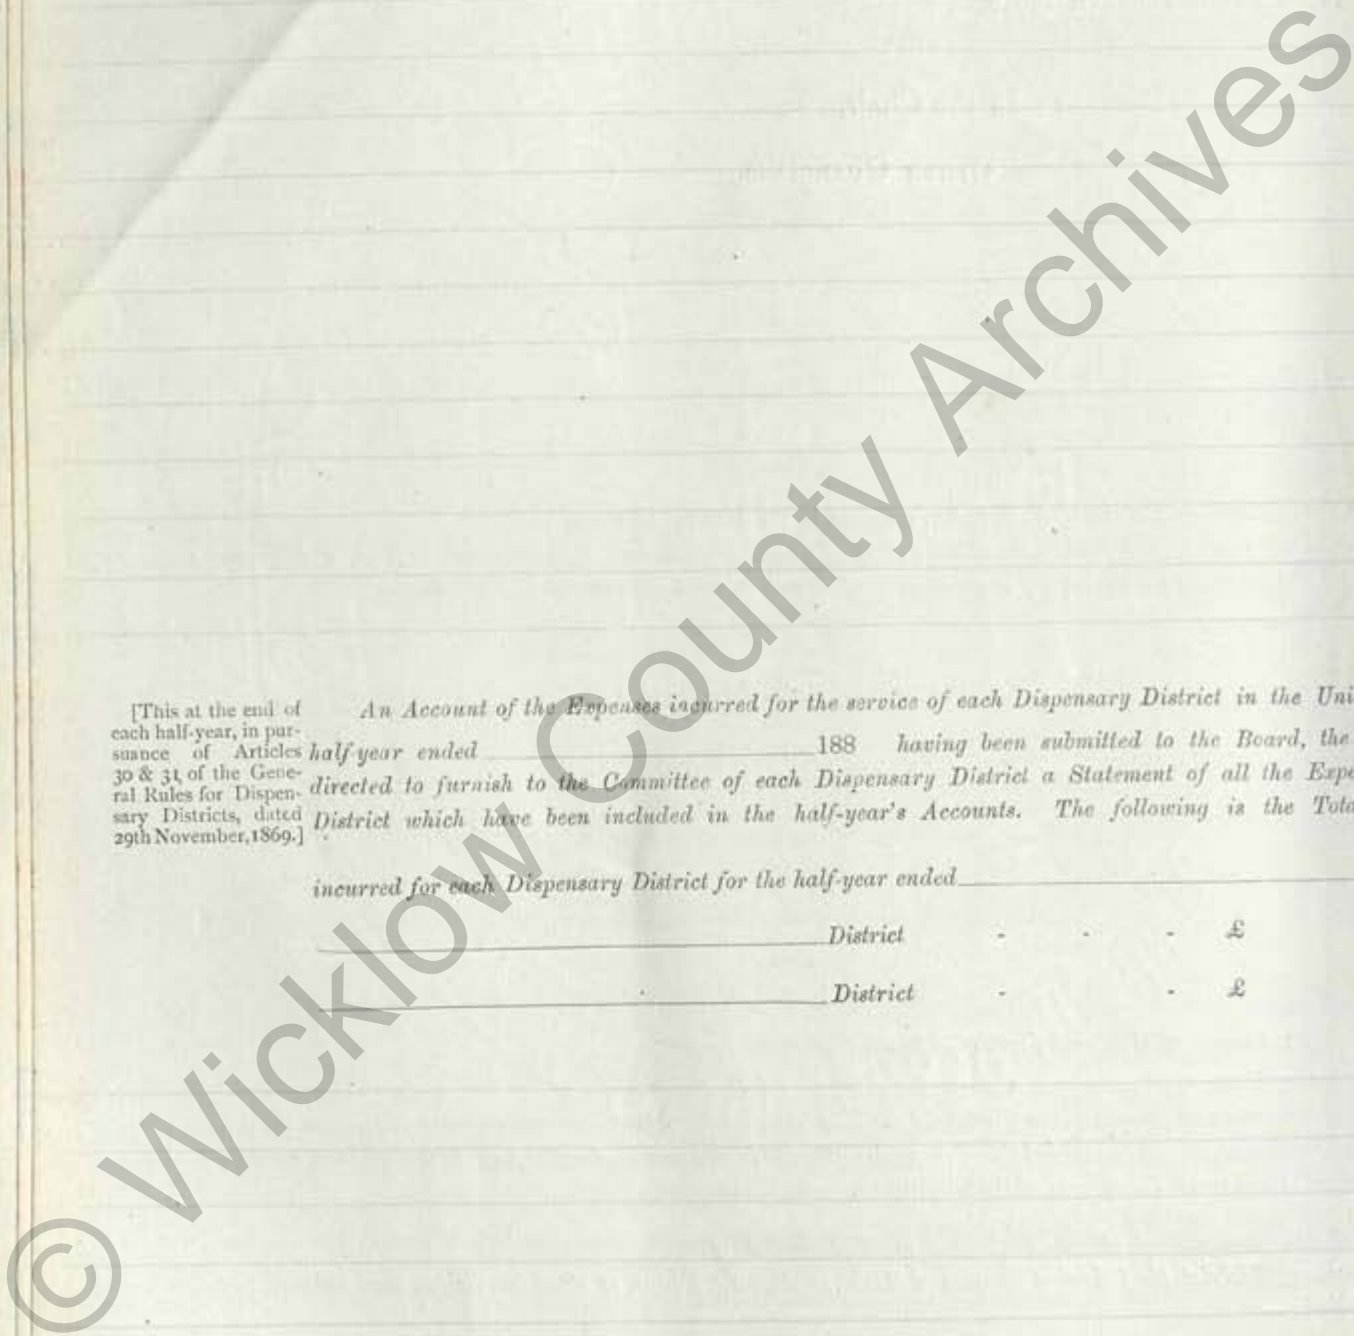 [This at the end of
each half-year, in pur-
suance of Articles
30 & 31, of the Gene-
ral Rules for Dispen-
sary Districts, dated
29th November, 1869.]
An Account of the Expenses incurred for the service of each Dispensary District in the Uni
half year ended 188 having been submitted to the Board, the
directed to furnish to the Committee of each Dispensary District a Statement of all the Expe
District which have been included in the half-year's Accounts. The following is the Tota
incurred for each Dispensary District for the half-year ended
District - - - £
District - - £
© Wicklow County Archives